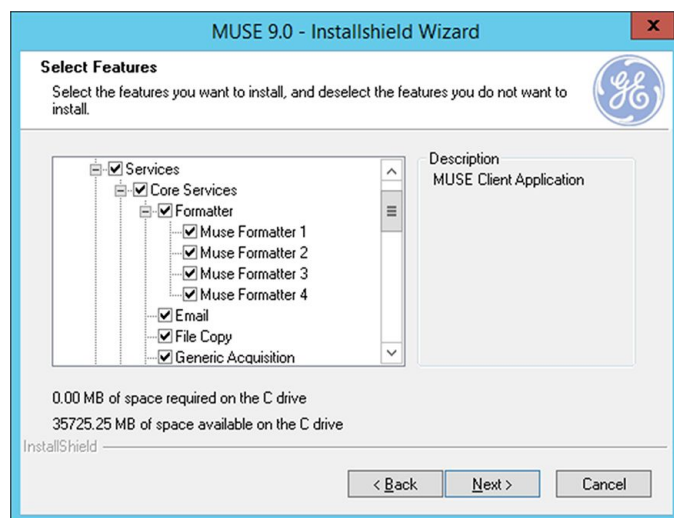 MUSE 9.0 - Installshield Wizard
x
Select Features
Select the features you want to install, and deselect the features you do not want to
install.
GE
Services
Core Services
Formatter
Muse Formatter 1
Muse Formatter 2
Muse Formatter 3
Muse Formatter 4
Email
File Copy
Generic Acquisition
Description
MUSE Client Application
0.00 MB of space required on the C drive
35725.25 MB of space available on the C drive
InstallShield
< Back
Next >
Cancel